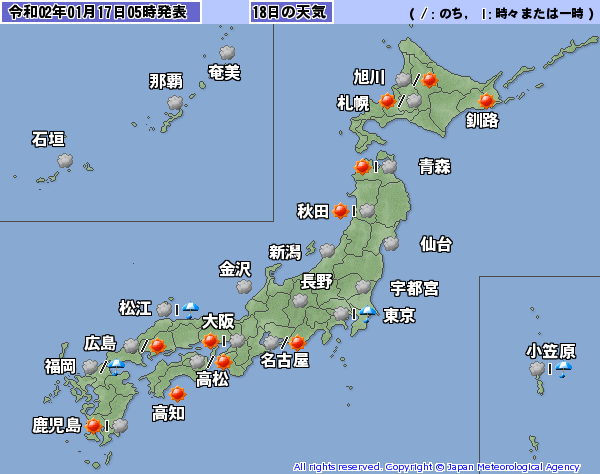 令和02年01月17日05時発表
18日の天気
( / : のち, | : 時々または一時 )
奄美
那覇
石垣
旭川 /
札幌 /
釧路
青森 |
秋田 |
仙台
新潟
金沢
長野
宇都宮
松江 |
大阪 |
東京 |
広島 /
名古屋 /
福岡 /
高松 /
高知
鹿児島 |
小笠原 |
All rights reserved. Copyright © Japan Meteorological Agency